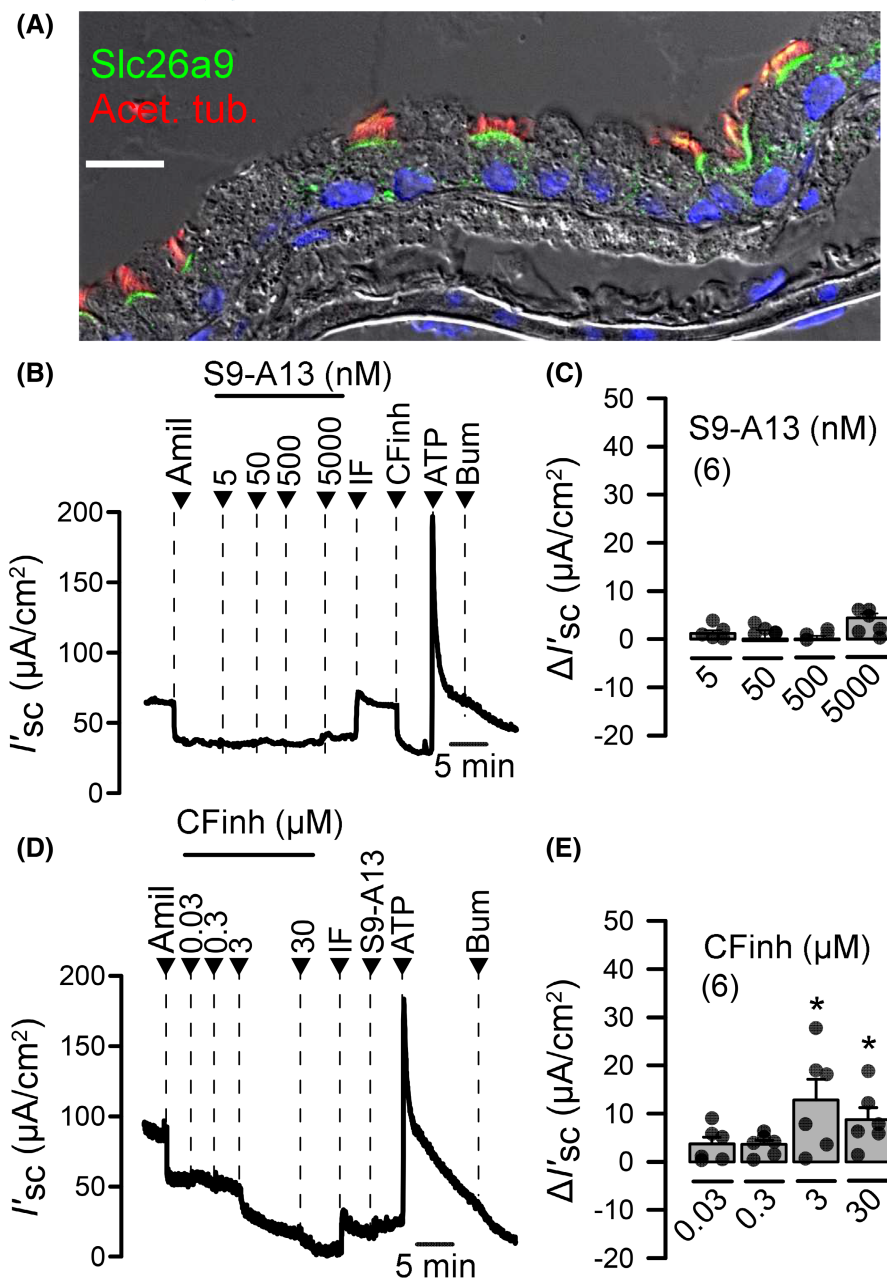 (A)
Slc26a9
Acet. tub.
(B)
S9-A13 (nM)
Amil
5
50
500
5000
IF
CFinh
ATP
Bum
200
150
100
50
0
I'sc (µA/cm²)
5 min
(C)
S9-A13 (nM)
(6)
50
40
30
20
10
0
-10
-20
ΔI'sc (µA/cm²)
5
50
500
5000
(D)
CFinh (µM)
Amil
0.03
0.3
3
30
IF
S9-A13
ATP
Bum
200
150
100
50
0
I'sc (µA/cm²)
5 min
(E)
CFinh (µM)
(6)
50
40
30
20
10
0
-10
-20
ΔI'sc (µA/cm²)
*
*
0.03
0.3
3
30